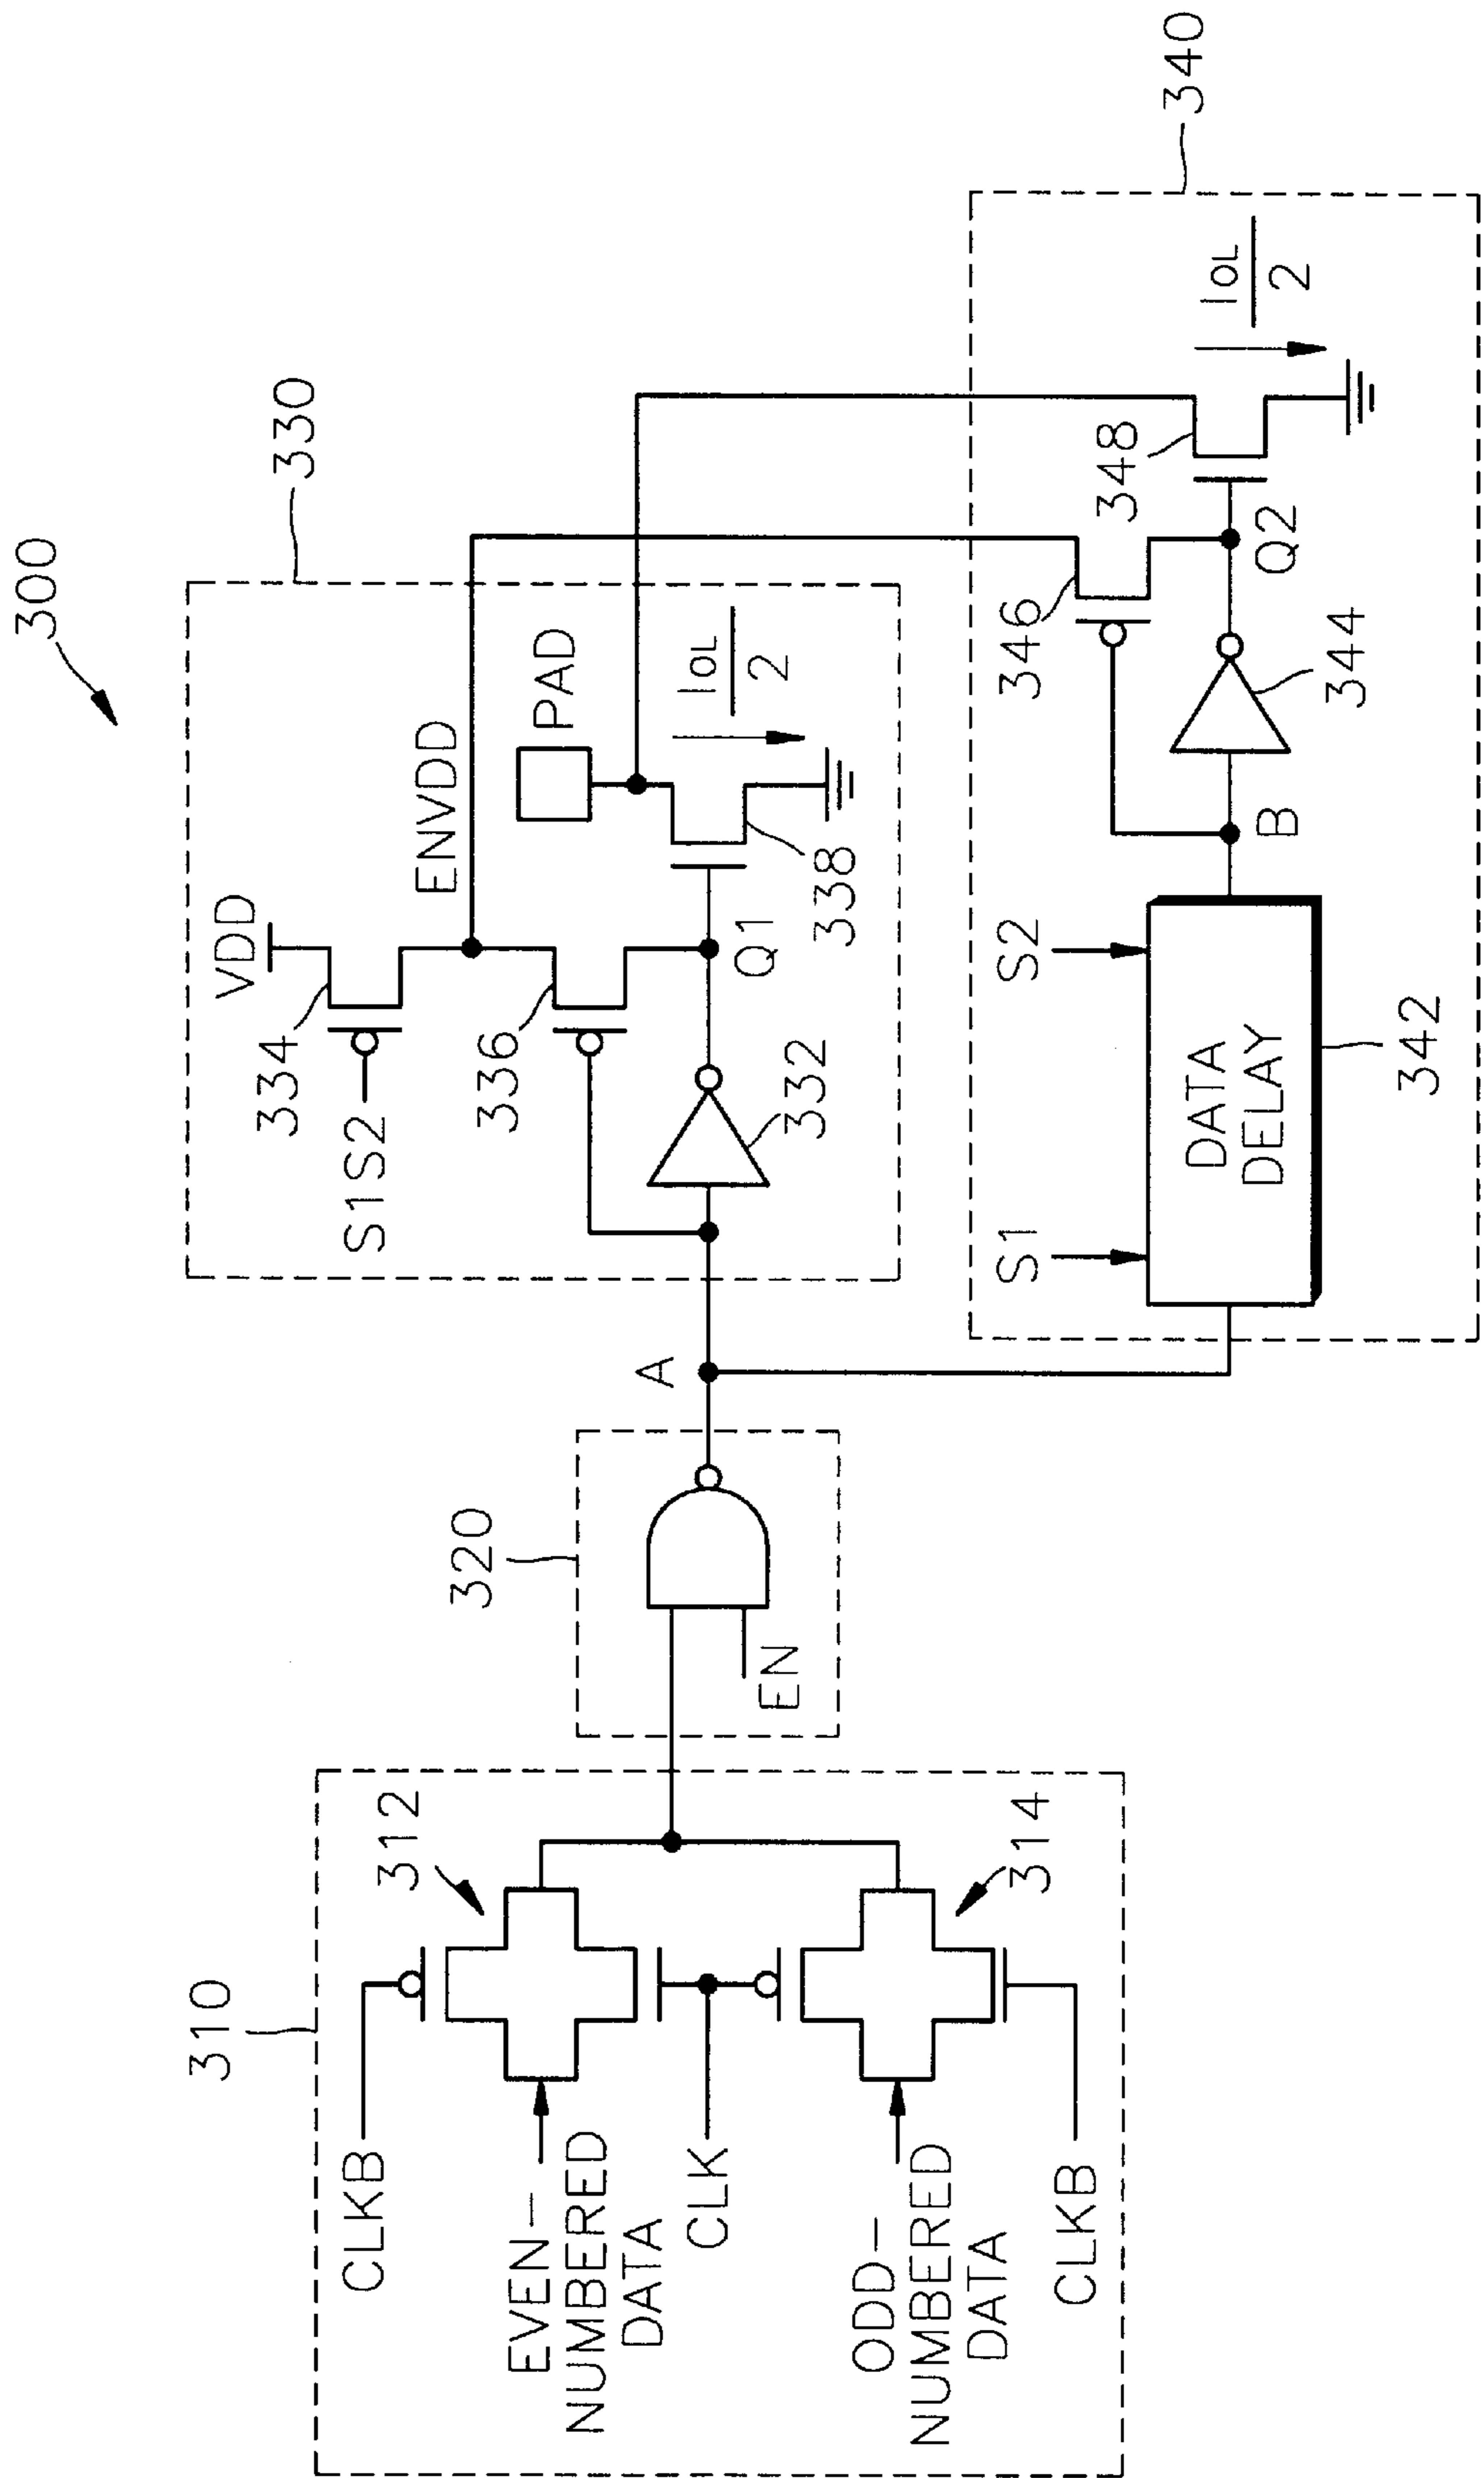 300
310
CLKB
EVEN-
NUMBERED
DATA
312
CLK
ODD-
NUMBERED
DATA
314
CLKB
320
EN
A
330
VDD
334
S1S2
ENVDD
336
332
Q1
PAD
338
IOL
2
340
S1
S2
DATA
DELAY
342
B
344
346
Q2
348
IOL
2